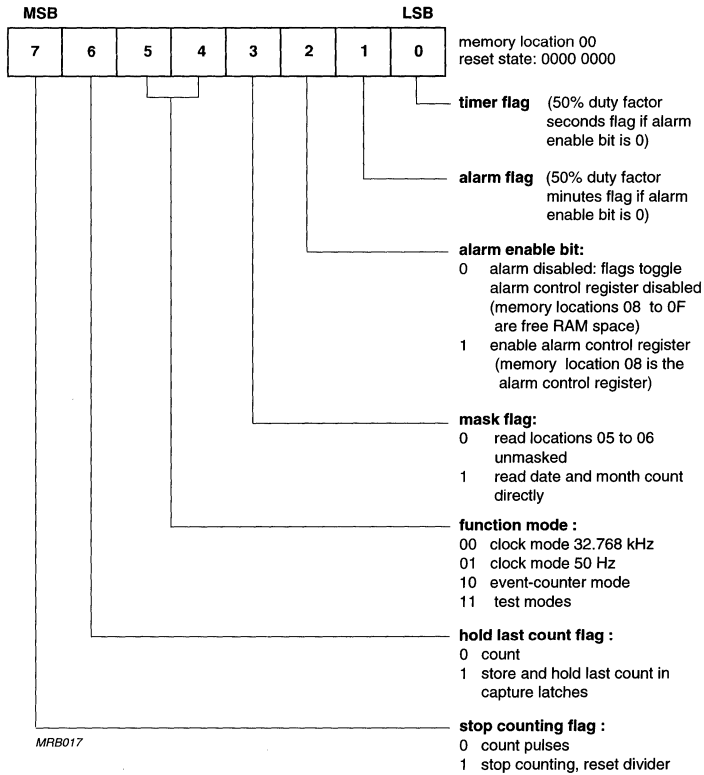 MSB LSB
7 6 5 4 3 2 1 0
memory location 00
reset state: 0000 0000
timer flag (50% duty factor
seconds flag if alarm
enable bit is 0)
alarm flag (50% duty factor
minutes flag if alarm
enable bit is 0)
alarm enable bit:
0 alarm disabled: flags toggle
alarm control register disabled
(memory locations 08 to 0F
are free RAM space)
1 enable alarm control register
(memory location 08 is the
alarm control register)
mask flag:
0 read locations 05 to 06
unmasked
1 read date and month count
directly
function mode :
00 clock mode 32.768 kHz
01 clock mode 50 Hz
10 event-counter mode
11 test modes
hold last count flag :
0 count
1 store and hold last count in
capture latches
stop counting flag :
0 count pulses
1 stop counting, reset divider
MRB017